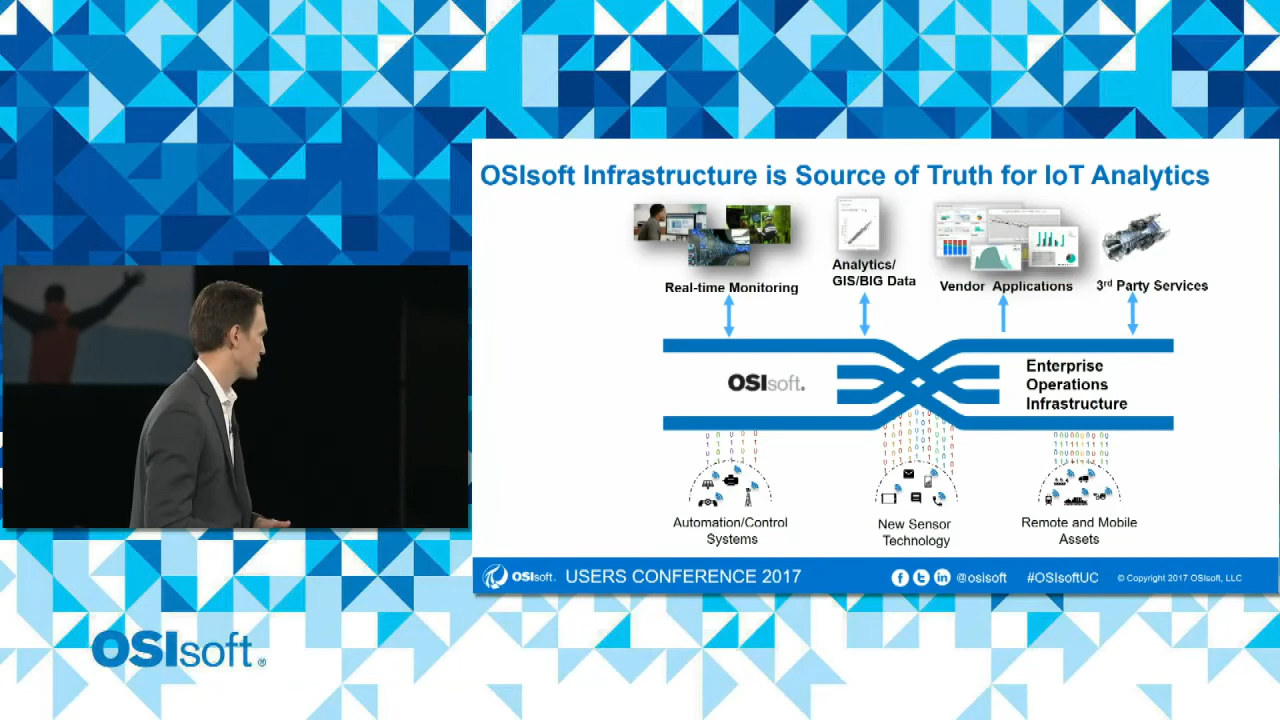 OSIsoft Infrastructure is Source of Truth for IoT Analytics
Real-time Monitoring
Analytics/
GIS/BIG Data
Vendor Applications
3rd Party Services
OSIsoft.
Enterprise
Operations
Infrastructure
Automation/Control
Systems
New Sensor
Technology
Remote and Mobile
Assets
OSIsoft. USERS CONFERENCE 2017
@osisoft #OSIsoftUC © Copyright 2017 OSIsoft, LLC
OSIsoft®